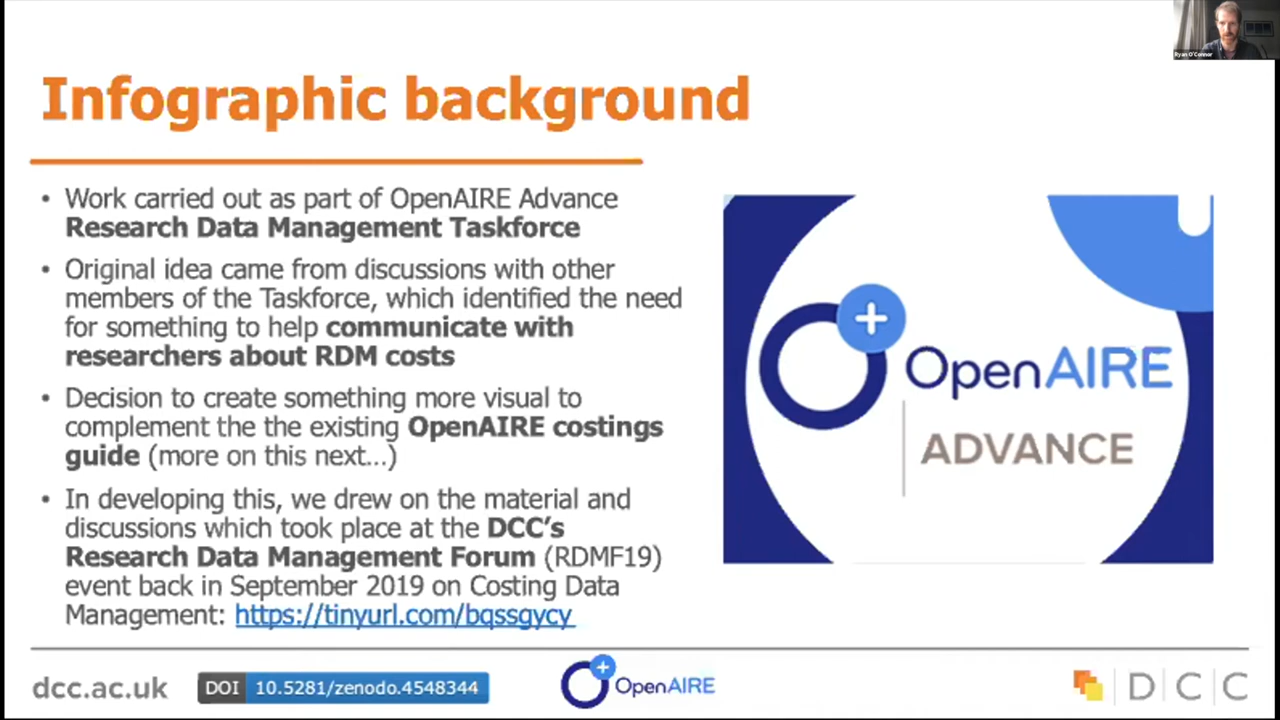 Ryan O'Connor
Infographic background
• Work carried out as part of OpenAIRE Advance
Research Data Management Taskforce
• Original idea came from discussions with other
members of the Taskforce, which identified the need
for something to help communicate with
researchers about RDM costs
• Decision to create something more visual to
complement the the existing OpenAIRE costings
guide (more on this next...)
• In developing this, we drew on the material and
discussions which took place at the DCC's
Research Data Management Forum (RDMF19)
event back in September 2019 on Costing Data
Management: https://tinyurl.com/bqssgycy
OpenAIRE
ADVANCE
dcc.ac.uk
DOI 10.5281/zenodo.4548344
OpenAIRE
DCC